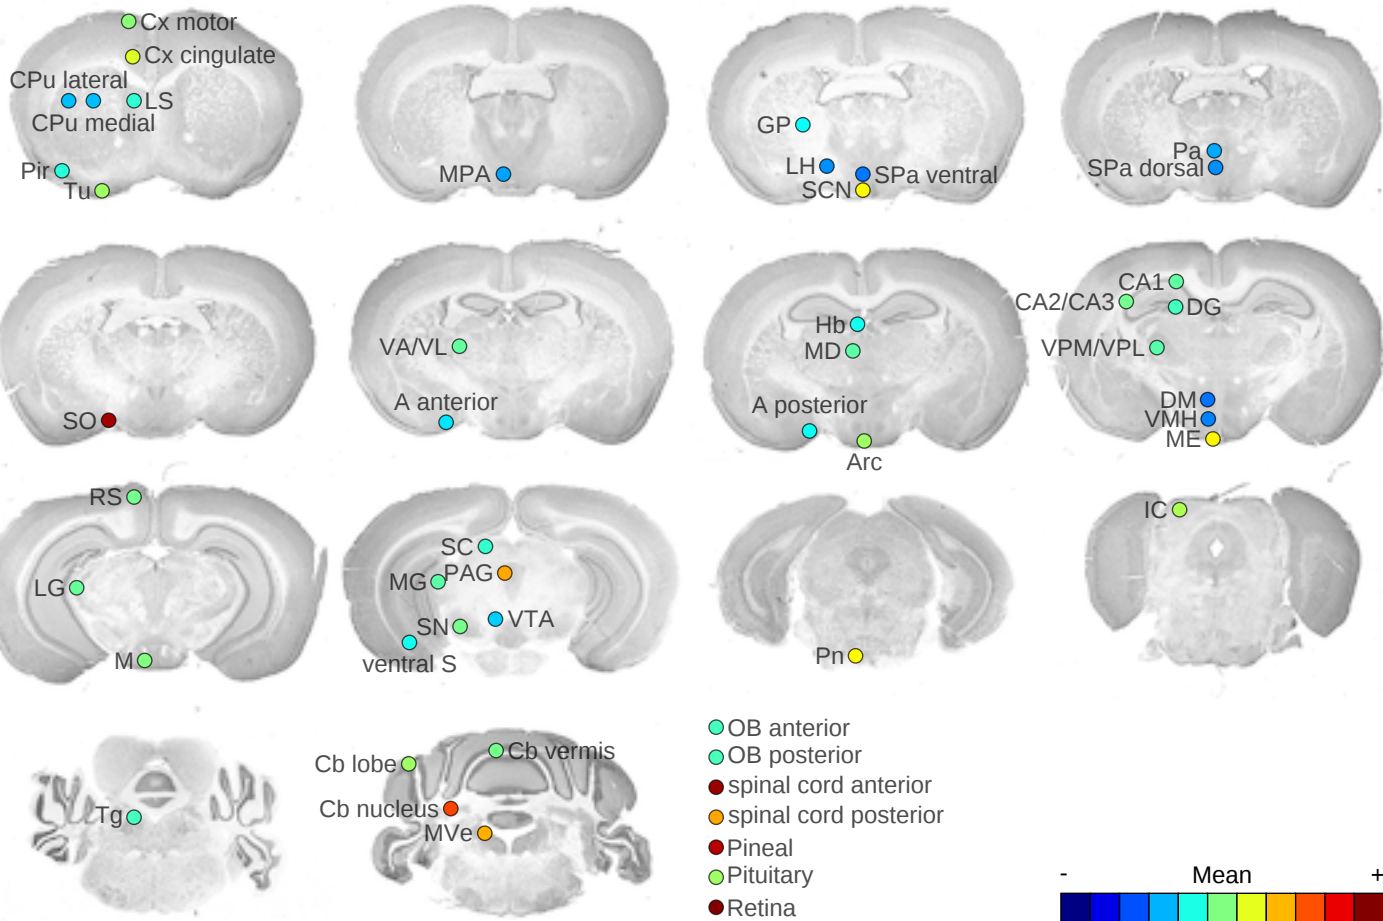 Cx motor
Cx cingulate
CPu lateral
LS
CPu medial
Pir
Tu
MPA
GP
LH
SPa ventral
SCN
Pa
SPa dorsal
SO
VA/VL
A anterior
Hb
MD
A posterior
Arc
CA1
CA2/CA3
DG
VPM/VPL
DM
VMH
ME
RS
LG
M
SC
PAG
MG
SN
VTA
ventral S
Pn
IC
Tg
Cb lobe
Cb vermis
Cb nucleus
MVe
OB anterior
OB posterior
spinal cord anterior
spinal cord posterior
Pineal
Pituitary
Retina
- Mean +